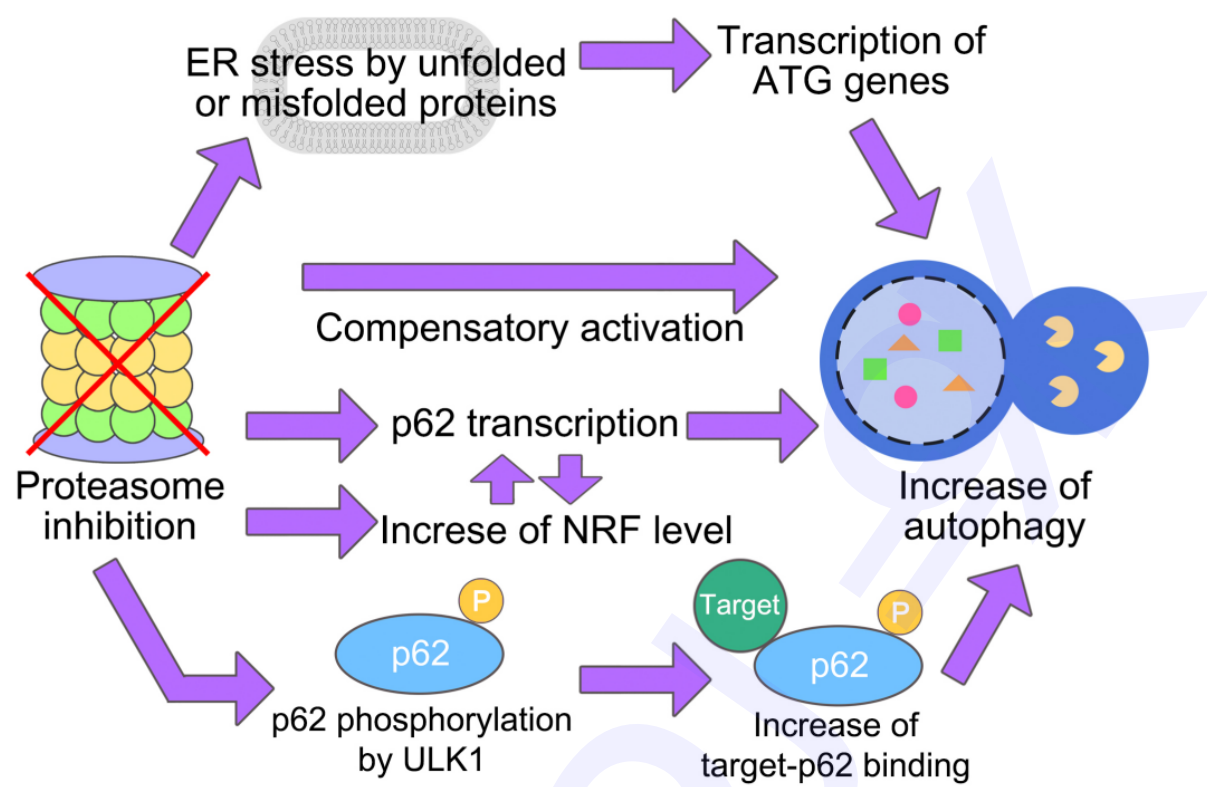 ER stress by unfolded
or misfolded proteins
Transcription of
ATG genes
Compensatory activation
p62 transcription
Proteasome
inhibition
Increse of NRF level
Increase of
autophagy
P
p62
p62 phosphorylation
by ULK1
Target
P
p62
Increase of
target-p62 binding